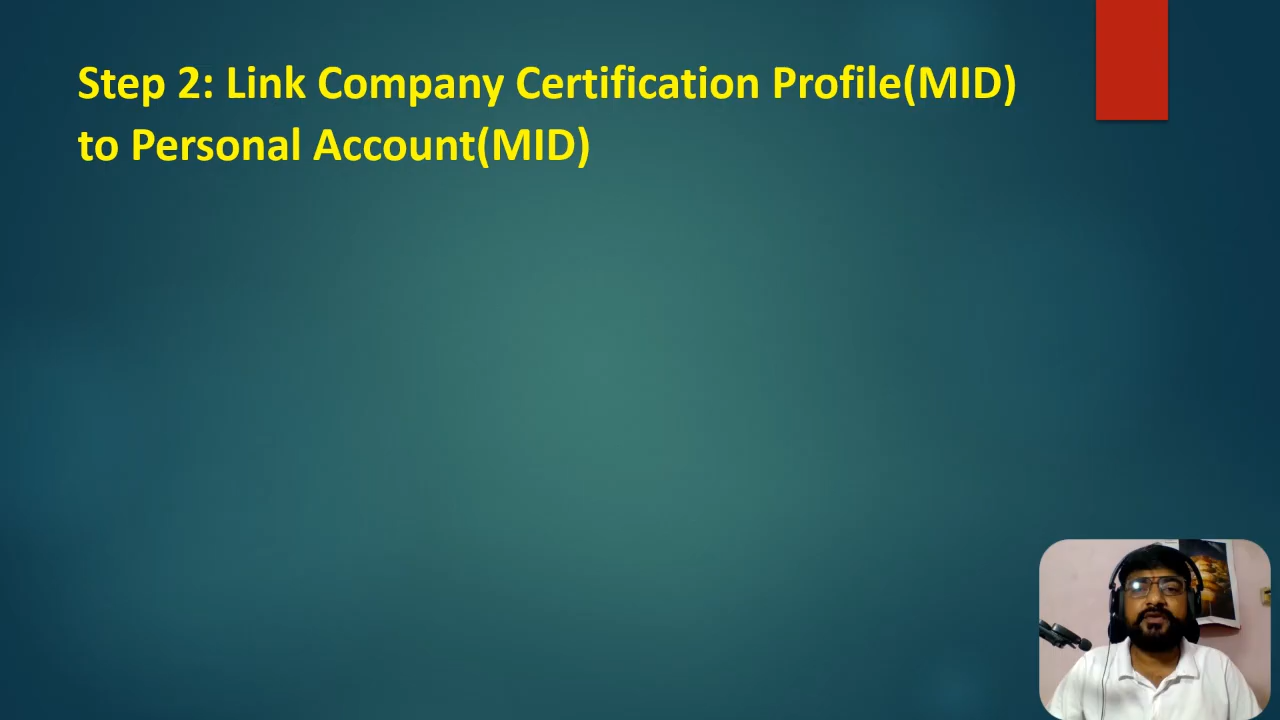 Step 2: Link Company Certification Profile(MID)
to Personal Account(MID)